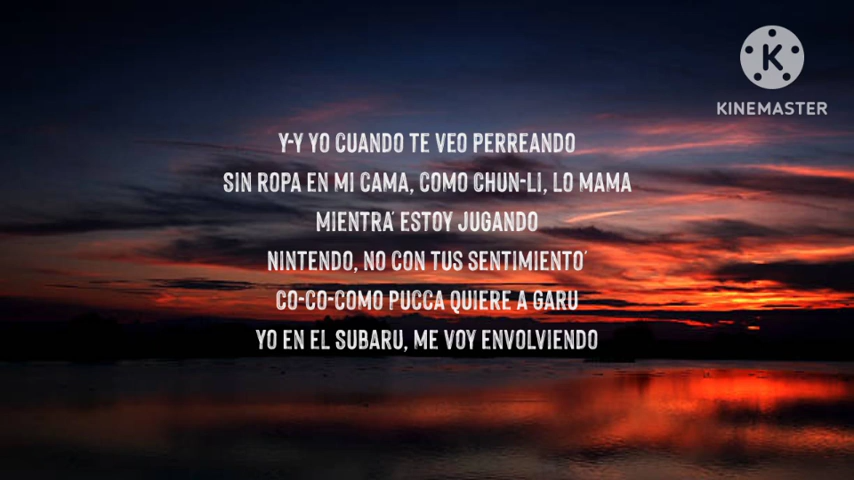 KINEMASTER
Y-Y YO CUANDO TE VEO PERREANDO
SIN ROPA EN MI CAMA, COMO CHUN-LI, LO MAMA
MIENTRA' ESTOY JUGANDO
NINTENDO, NO CON TUS SENTIMIENTO'
CO-CO-COMO PUCCA QUIERE A GARU
YO EN EL SUBARU, ME VOY ENVOLVIENDO